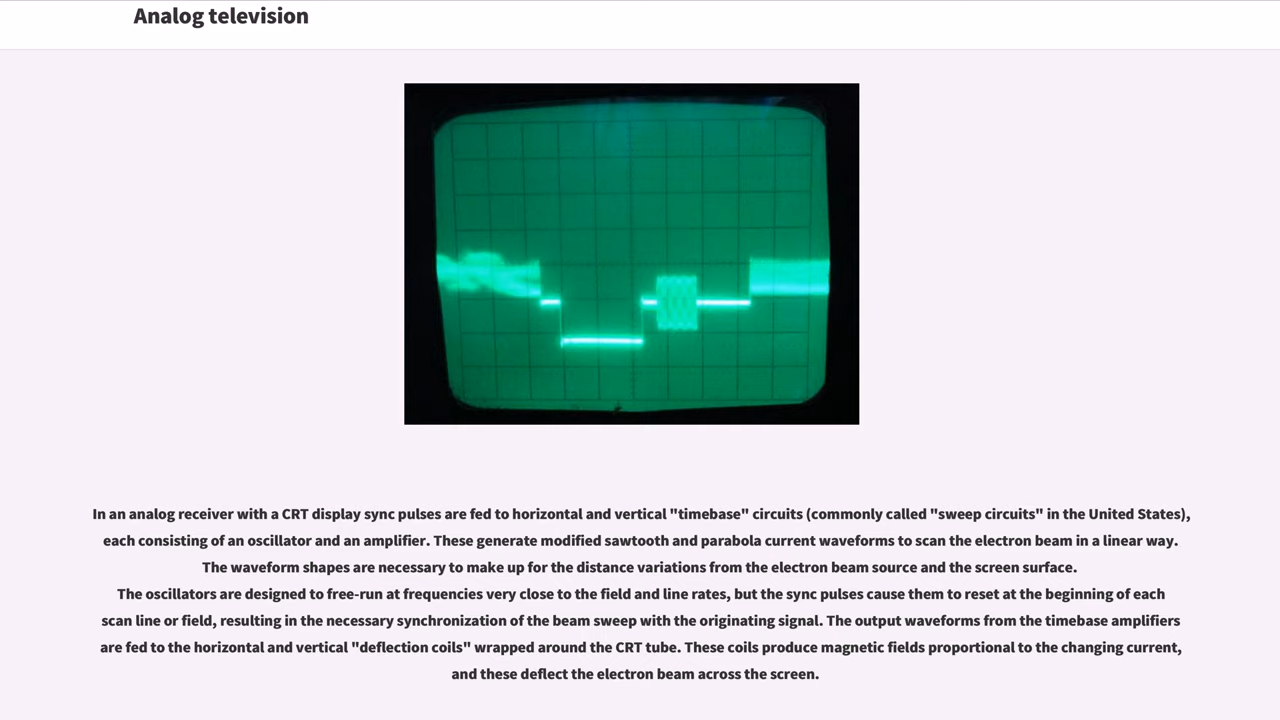 Analog television
In an analog receiver with a CRT display sync pulses are fed to horizontal and vertical "timebase" circuits (commonly called "sweep circuits" in the United States),
each consisting of an oscillator and an amplifier. These generate modified sawtooth and parabola current waveforms to scan the electron beam in a linear way.
The waveform shapes are necessary to make up for the distance variations from the electron beam source and the screen surface.
The oscillators are designed to free-run at frequencies very close to the field and line rates, but the sync pulses cause them to reset at the beginning of each
scan line or field, resulting in the necessary synchronization of the beam sweep with the originating signal. The output waveforms from the timebase amplifiers
are fed to the horizontal and vertical "deflection coils" wrapped around the CRT tube. These coils produce magnetic fields proportional to the changing current,
and these deflect the electron beam across the screen.